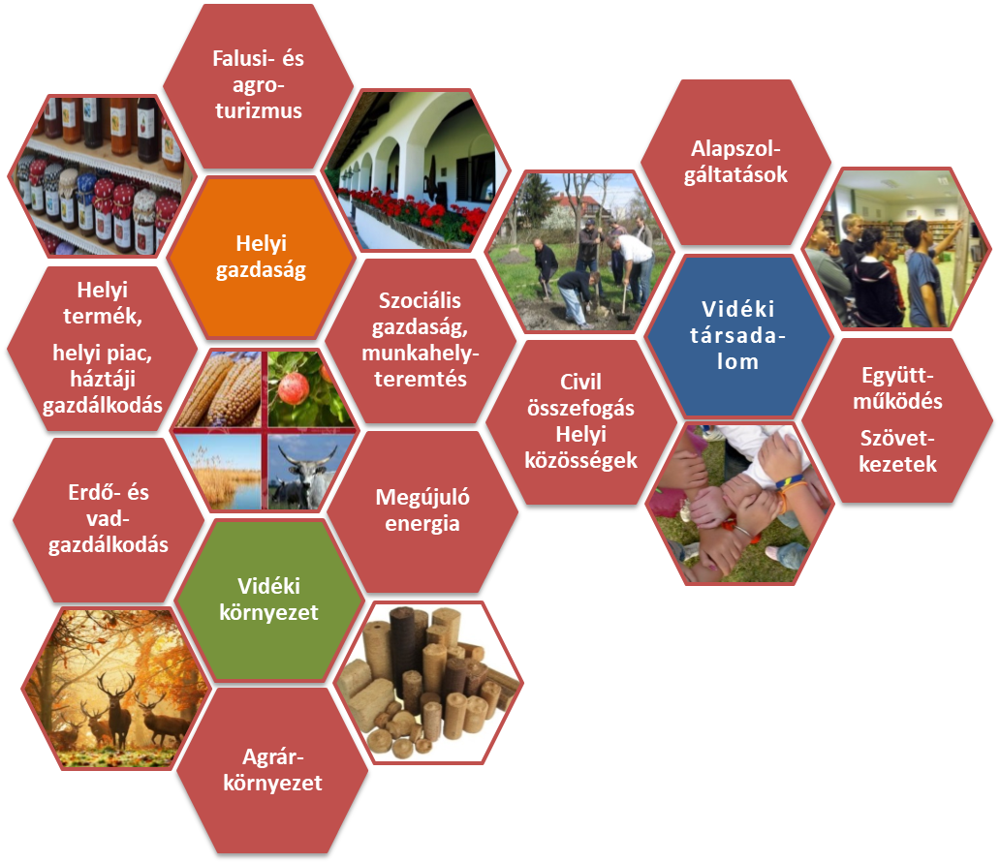 Falusi- és
agro-
turizmus
Helyi
gazdaság
Helyi
termék,
helyi piac,
háztáji
gazdálkodás
Szociális
gazdaság,
munkahely-
teremtés
Erdő- és
vad-
gazdálkodás
Megújuló
energia
Vidéki
környezet
Agrár-
környezet
Alapszol-
gáltatások
Vidéki
társada-
lom
Civil
összefogás
Helyi
közösségek
Együtt-
működés
Szövet-
kezetek